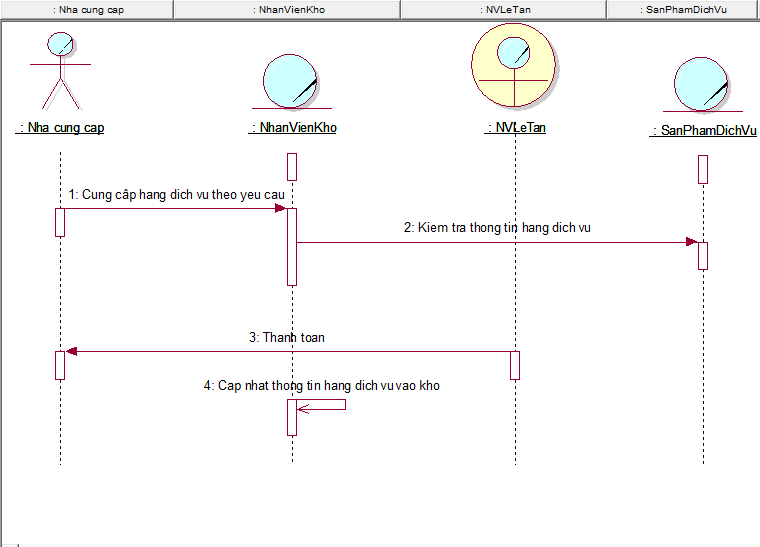 : Nha cung cap
: NhanVienKho
: NVLeTan
: SanPhamDichVu
: Nha cung cap
: NhanVienKho
: NVLeTan
: SanPhamDichVu
1: Cung câp hang dich vu theo yeu cau
2: Kiem tra thong tin hang dich vu
3: Thanh toan
4: Cap nhat thong tin hang dich vu vao kho